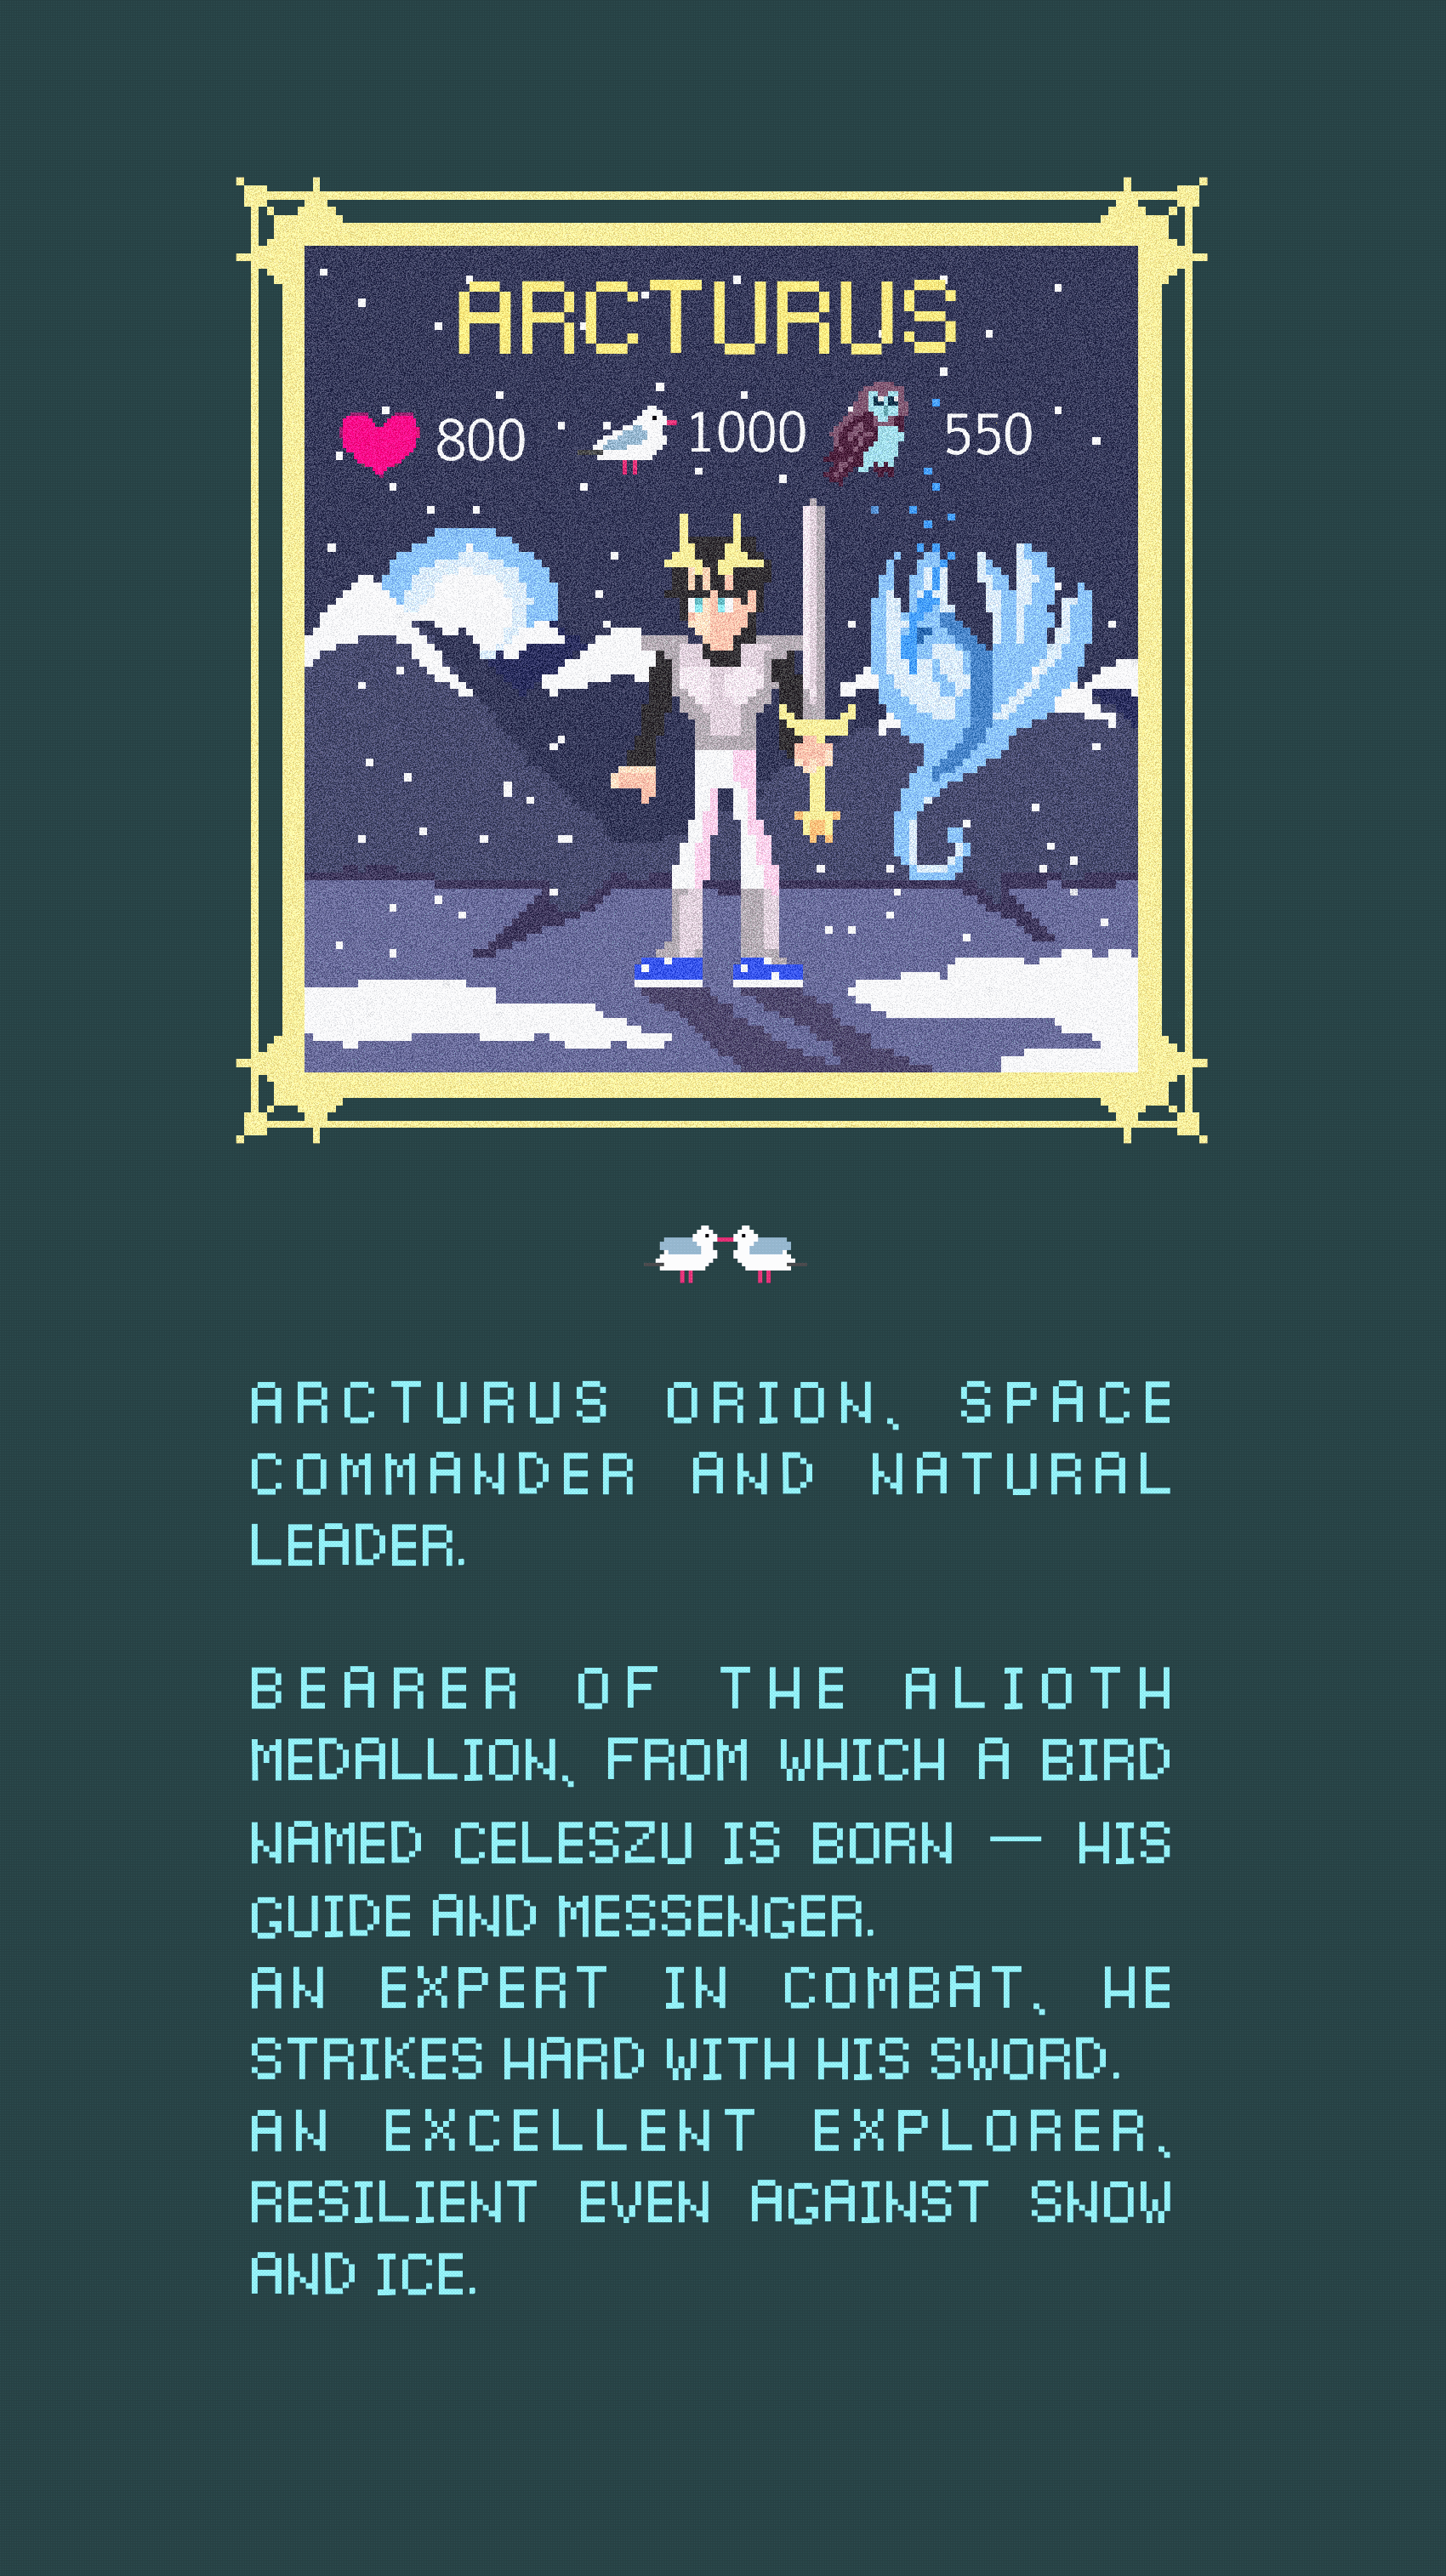 ARCTURUS
800 1000 550
ARCTURUS ORION, SPACE
COMMANDER AND NATURAL
LEADER.
BEARER OF THE ALIOTH
MEDALLION, FROM WHICH A BIRD
NAMED CELESZU IS BORN — HIS
GUIDE AND MESSENGER.
AN EXPERT IN COMBAT, HE
STRIKES HARD WITH HIS SWORD.
AN EXCELLENT EXPLORER,
RESILIENT EVEN AGAINST SNOW
AND ICE.